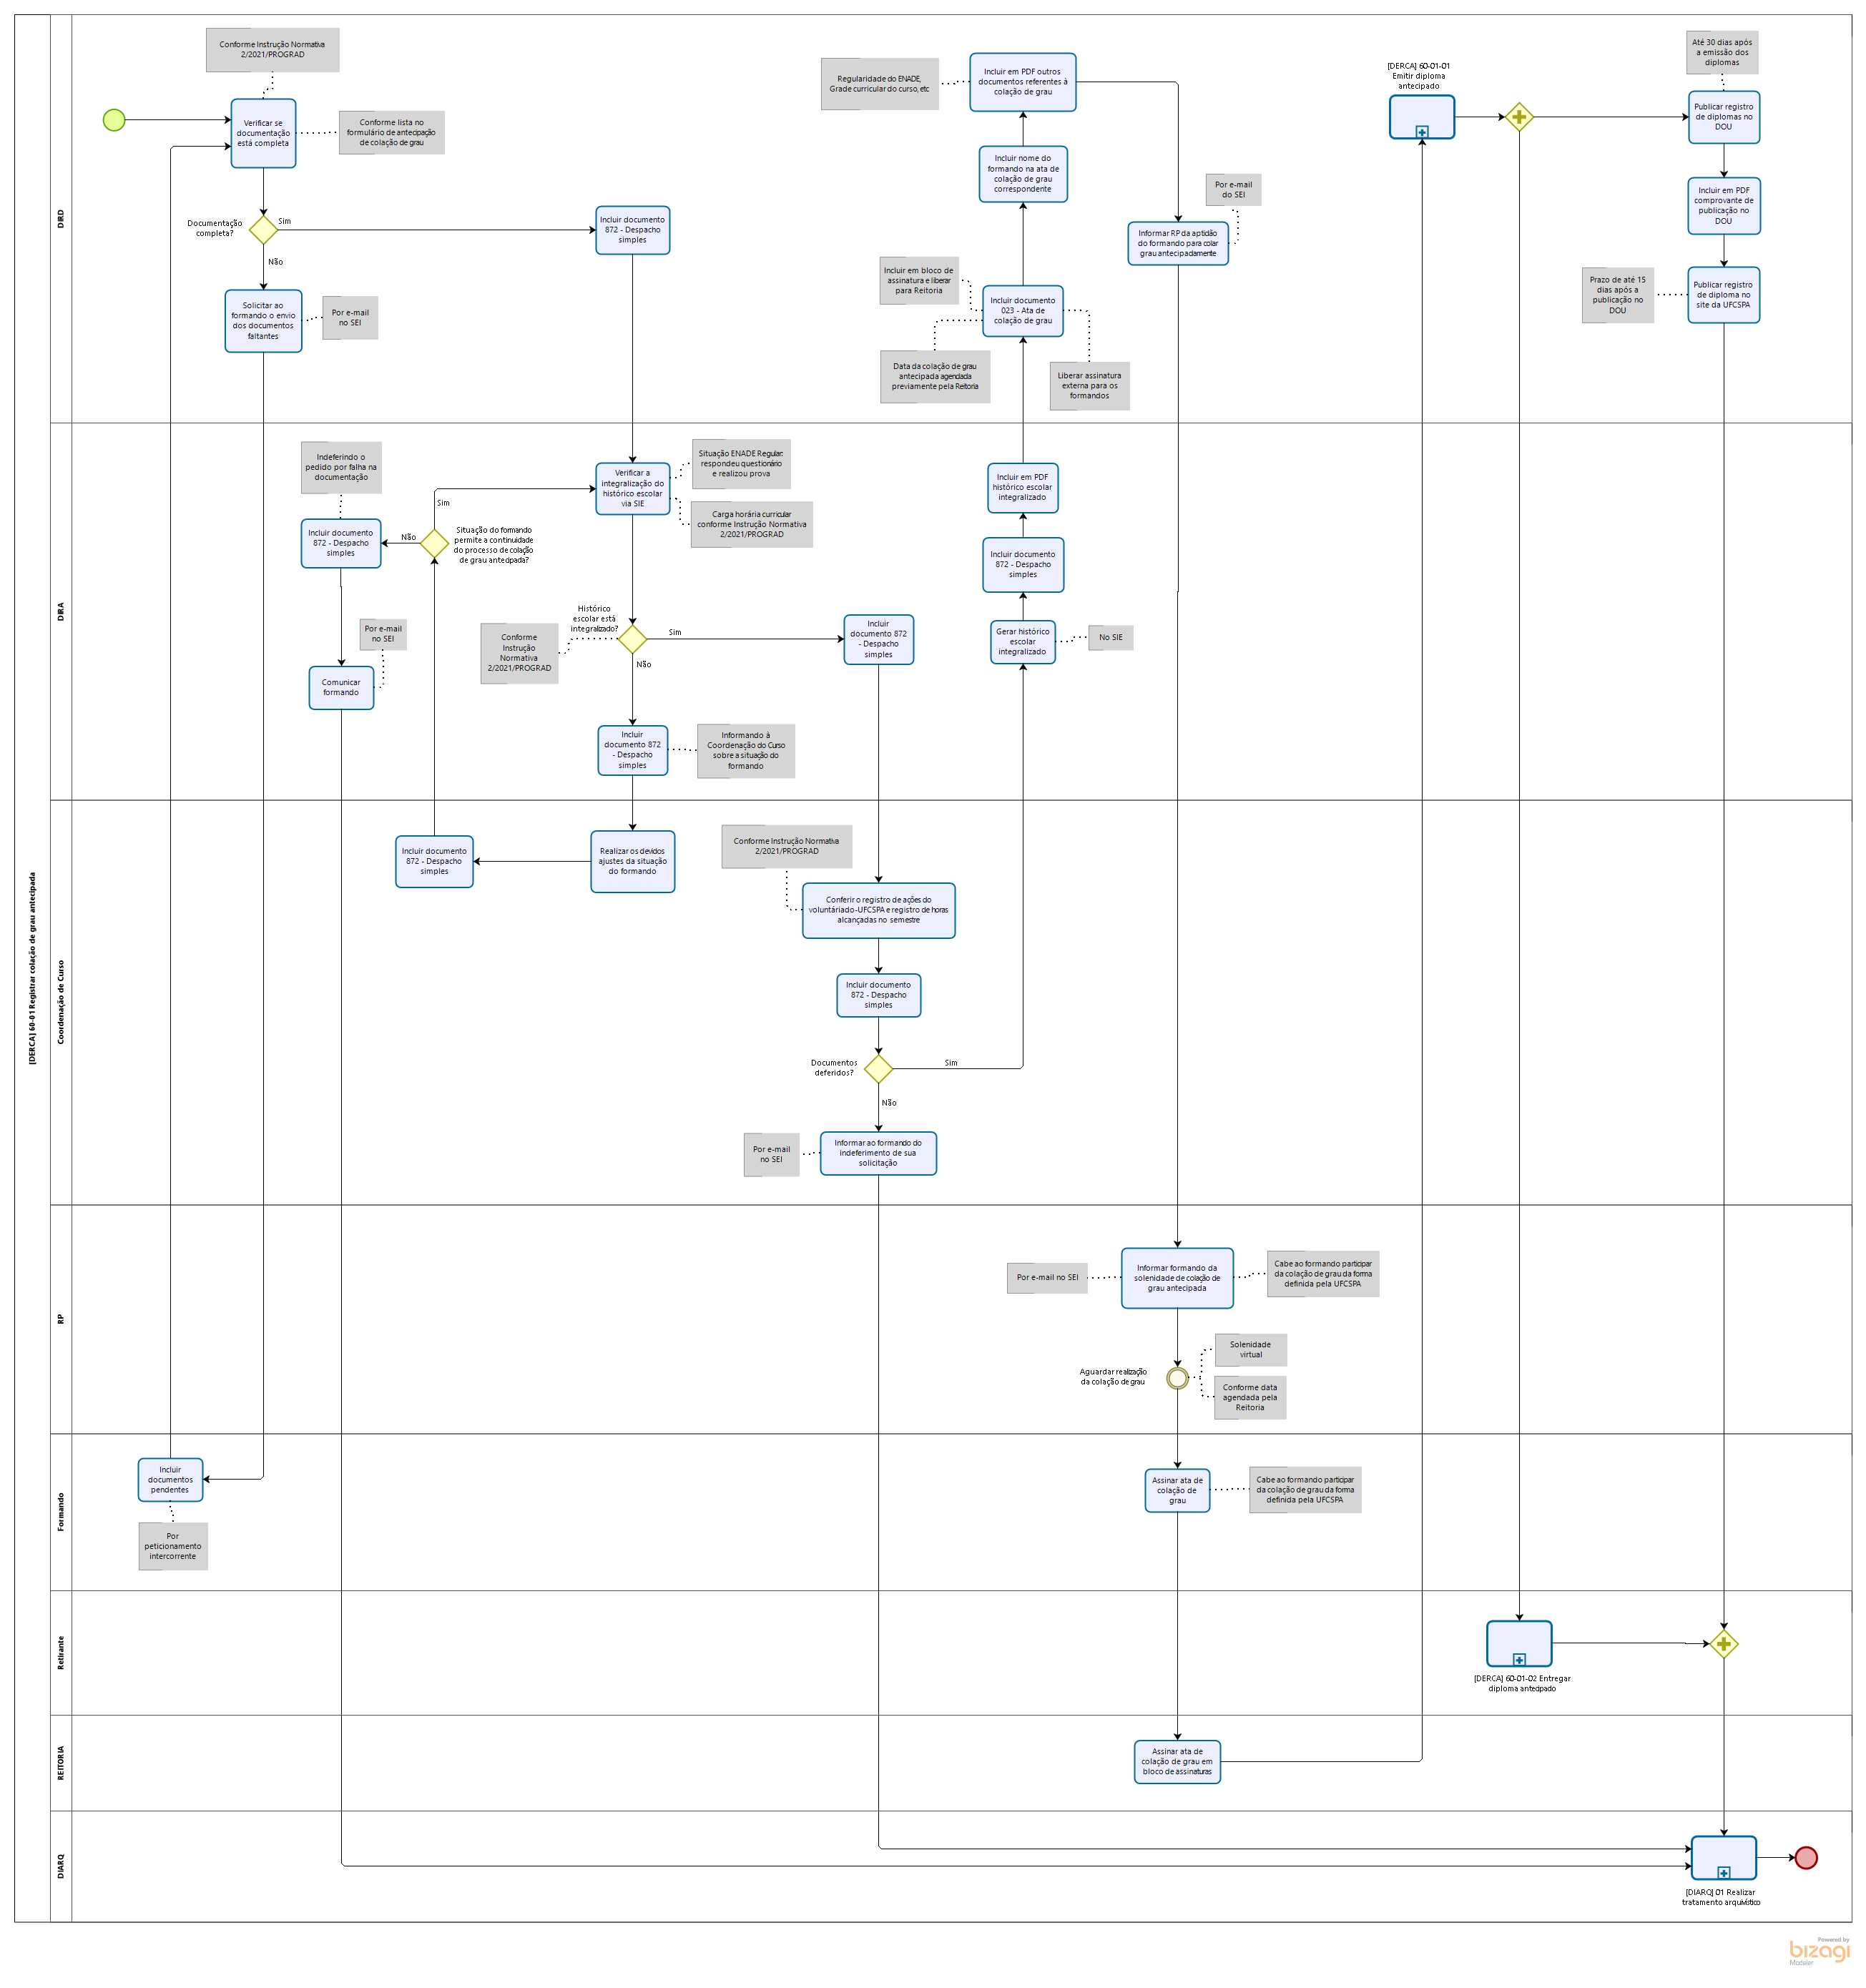 [DERCA] 60-01 Registrar colação de grau antecipada
DIRD
Conforme Instrução Normativa
2/2021/PROGRAD
Verificar se
documentação
está completa
Conforme lista no
formulário de antecipação
de colação de grau
Documentação
completa?
Sim
Não
Solicitar ao
formando o envio
dos documentos
faltantes
Por e-mail
no SEI
Incluir documento
872 - Despacho
simples
Regularidade do ENADE,
Grade curricular do curso, etc
Incluir em PDF outros
documentos referentes á
colação de grau
Incluir nome do
formando na ata de
colação de grau
correspondente
Incluir em bloco de
assinatura e liberar
para Reitoria
Incluir documento
023 - Ata de
colação de grau
Data da colação de grau
antecipada agendada
previamente pela Reitoria
Liberar assinatura
externa para os
formandos
Por e-mail
do SEI
Informar RP da aptidão
do formando para colar
grau antecipadamente
[DERCA] 60-01-01
Emitir diploma
antecipado
Até 30 dias após
a emissão dos
diplomas
Publicar registro
de diplomas no
DOU
Incluir em PDF
comprovante de
publicação no
DOU
Prazo de até 15
dias após a
publicação no
DOU
Publicar registro
de diploma no
site da UFCSPA
DIRA
Indeferindo o
pedido por falha na
documentação
Incluir documento
872 - Despacho
simples
Não
Sim
Situação do formando
permite a continuidade
do processo de colação
de grau antecipada?
Por e-mail
no SEI
Comunicar
formando
Verificar a
integralização do
histórico escolar
via SIE
Situação ENADE Regular:
respondeu questionário
e realizou prova
Carga horária curricular
conforme Instrução Normativa
2/2021/PROGRAD
Histórico
escolar está
integralizado?
Conforme
Instrução
Normativa
2/2021/PROGRAD
Sim
Não
Incluir
documento 872
- Despacho
simples
Incluir
documento 872
- Despacho
simples
Informando à
Coordenação do Curso
sobre a situação do
formando
Incluir em PDF
histórico escolar
integralizado
Incluir documento
872 - Despacho
simples
Gerar histórico
escolar
integralizado
No SIE
Coordenação de Curso
Incluir documento
872 - Despacho
simples
Realizar os devidos
ajustes da situação
do formando
Conforme Instrução Normativa
2/2021/PROGRAD
Conferir o registro de ações do
voluntáriado-UFCSPA e registro de horas
alcançadas no semestre
Incluir documento
872 - Despacho
simples
Documentos
deferidos?
Sim
Não
Por e-mail
no SEI
Informar ao formando do
indeferimento de sua
solicitação
RP
Por e-mail no SEI
Informar formando da
solenidade de colação de
grau antecipada
Cabe ao formando participar
da colação de grau da forma
definida pela UFCSPA
Aguardar realização
da colação de grau
Solenidade
virtual
Conforme data
agendada pela
Reitoria
Formando
Incluir
documentos
pendentes
Por
peticionamento
intercorrente
Assinar ata de
colação de
grau
Cabe ao formando participar
da colação de grau da forma
definida pela UFCSPA
Retirante
[DERCA] 60-01-02 Entregar
diploma antecipado
REITORIA
Assinar ata de
colação de grau em
bloco de assinaturas
DIARQ
[DIARQ] 01 Realizar
tratamento arquivístico
Powered by
bizagi
Modeler